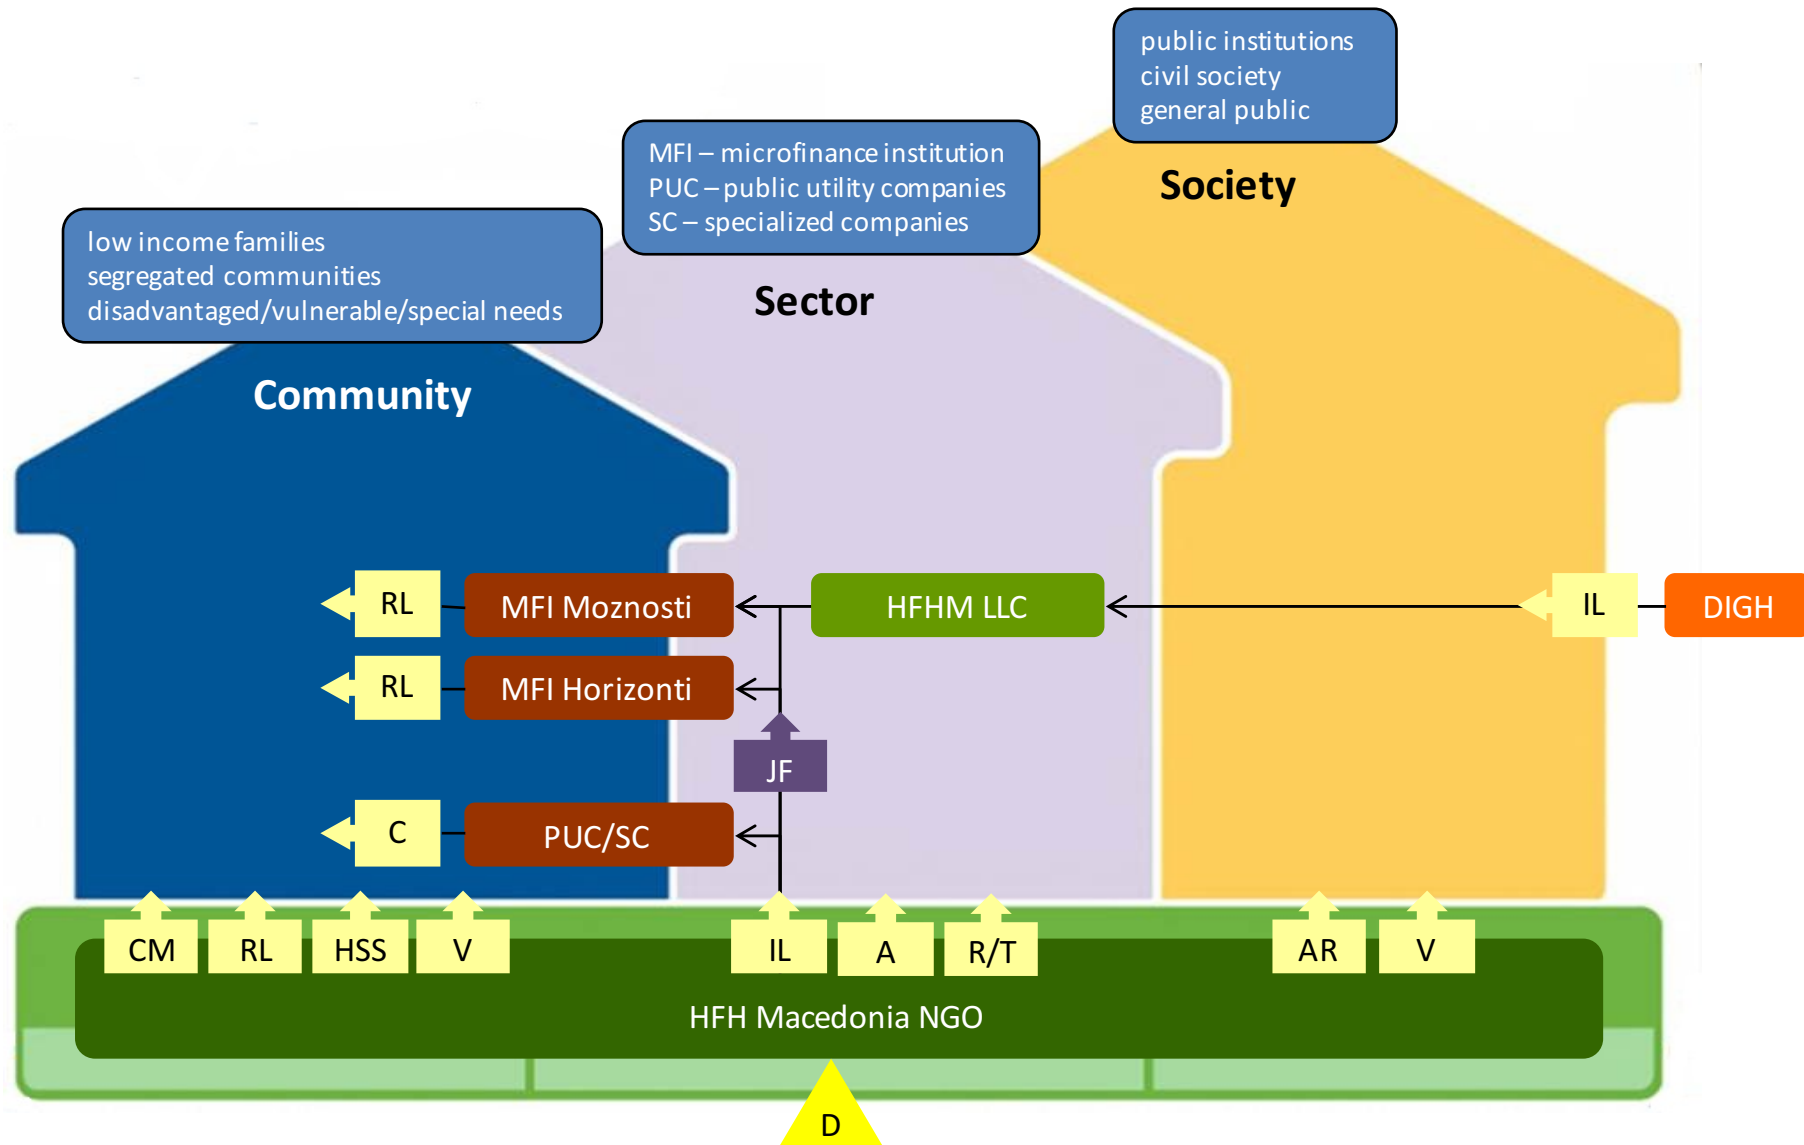 public institutions
civil society
general public
MFI – microfinance institution
PUC – public utility companies
SC – specialized companies
Society
low income families
segregated communities
disadvantaged/vulnerable/special needs
Sector
Community
RL
MFI Moznosti
HFHM LLC
IL
DIGH
RL
MFI Horizonti
JF
C
PUC/SC
CM
RL
HSS
V
IL
A
R/T
AR
V
HFH Macedonia NGO
D